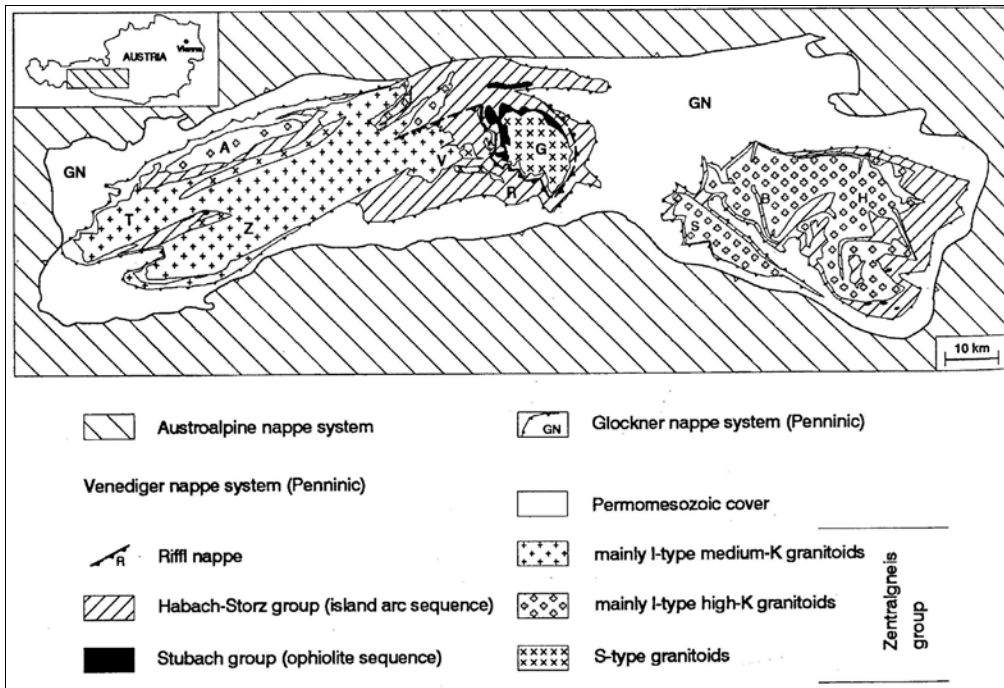 AUSTRIA
Vienna
GN
A
T
Z
V
G
R
GN
B
H
S
10 km
Austroalpine nappe system
Venediger nappe system (Penninic)
R
Riffl nappe
Habach-Storz group (island arc sequence)
Stubach group (ophiolite sequence)
GN
Glockner nappe system (Penninic)
Permomesozoic cover
mainly I-type medium-K granitoids
mainly I-type high-K granitoids
S-type granitoids
Zentralgneis
group